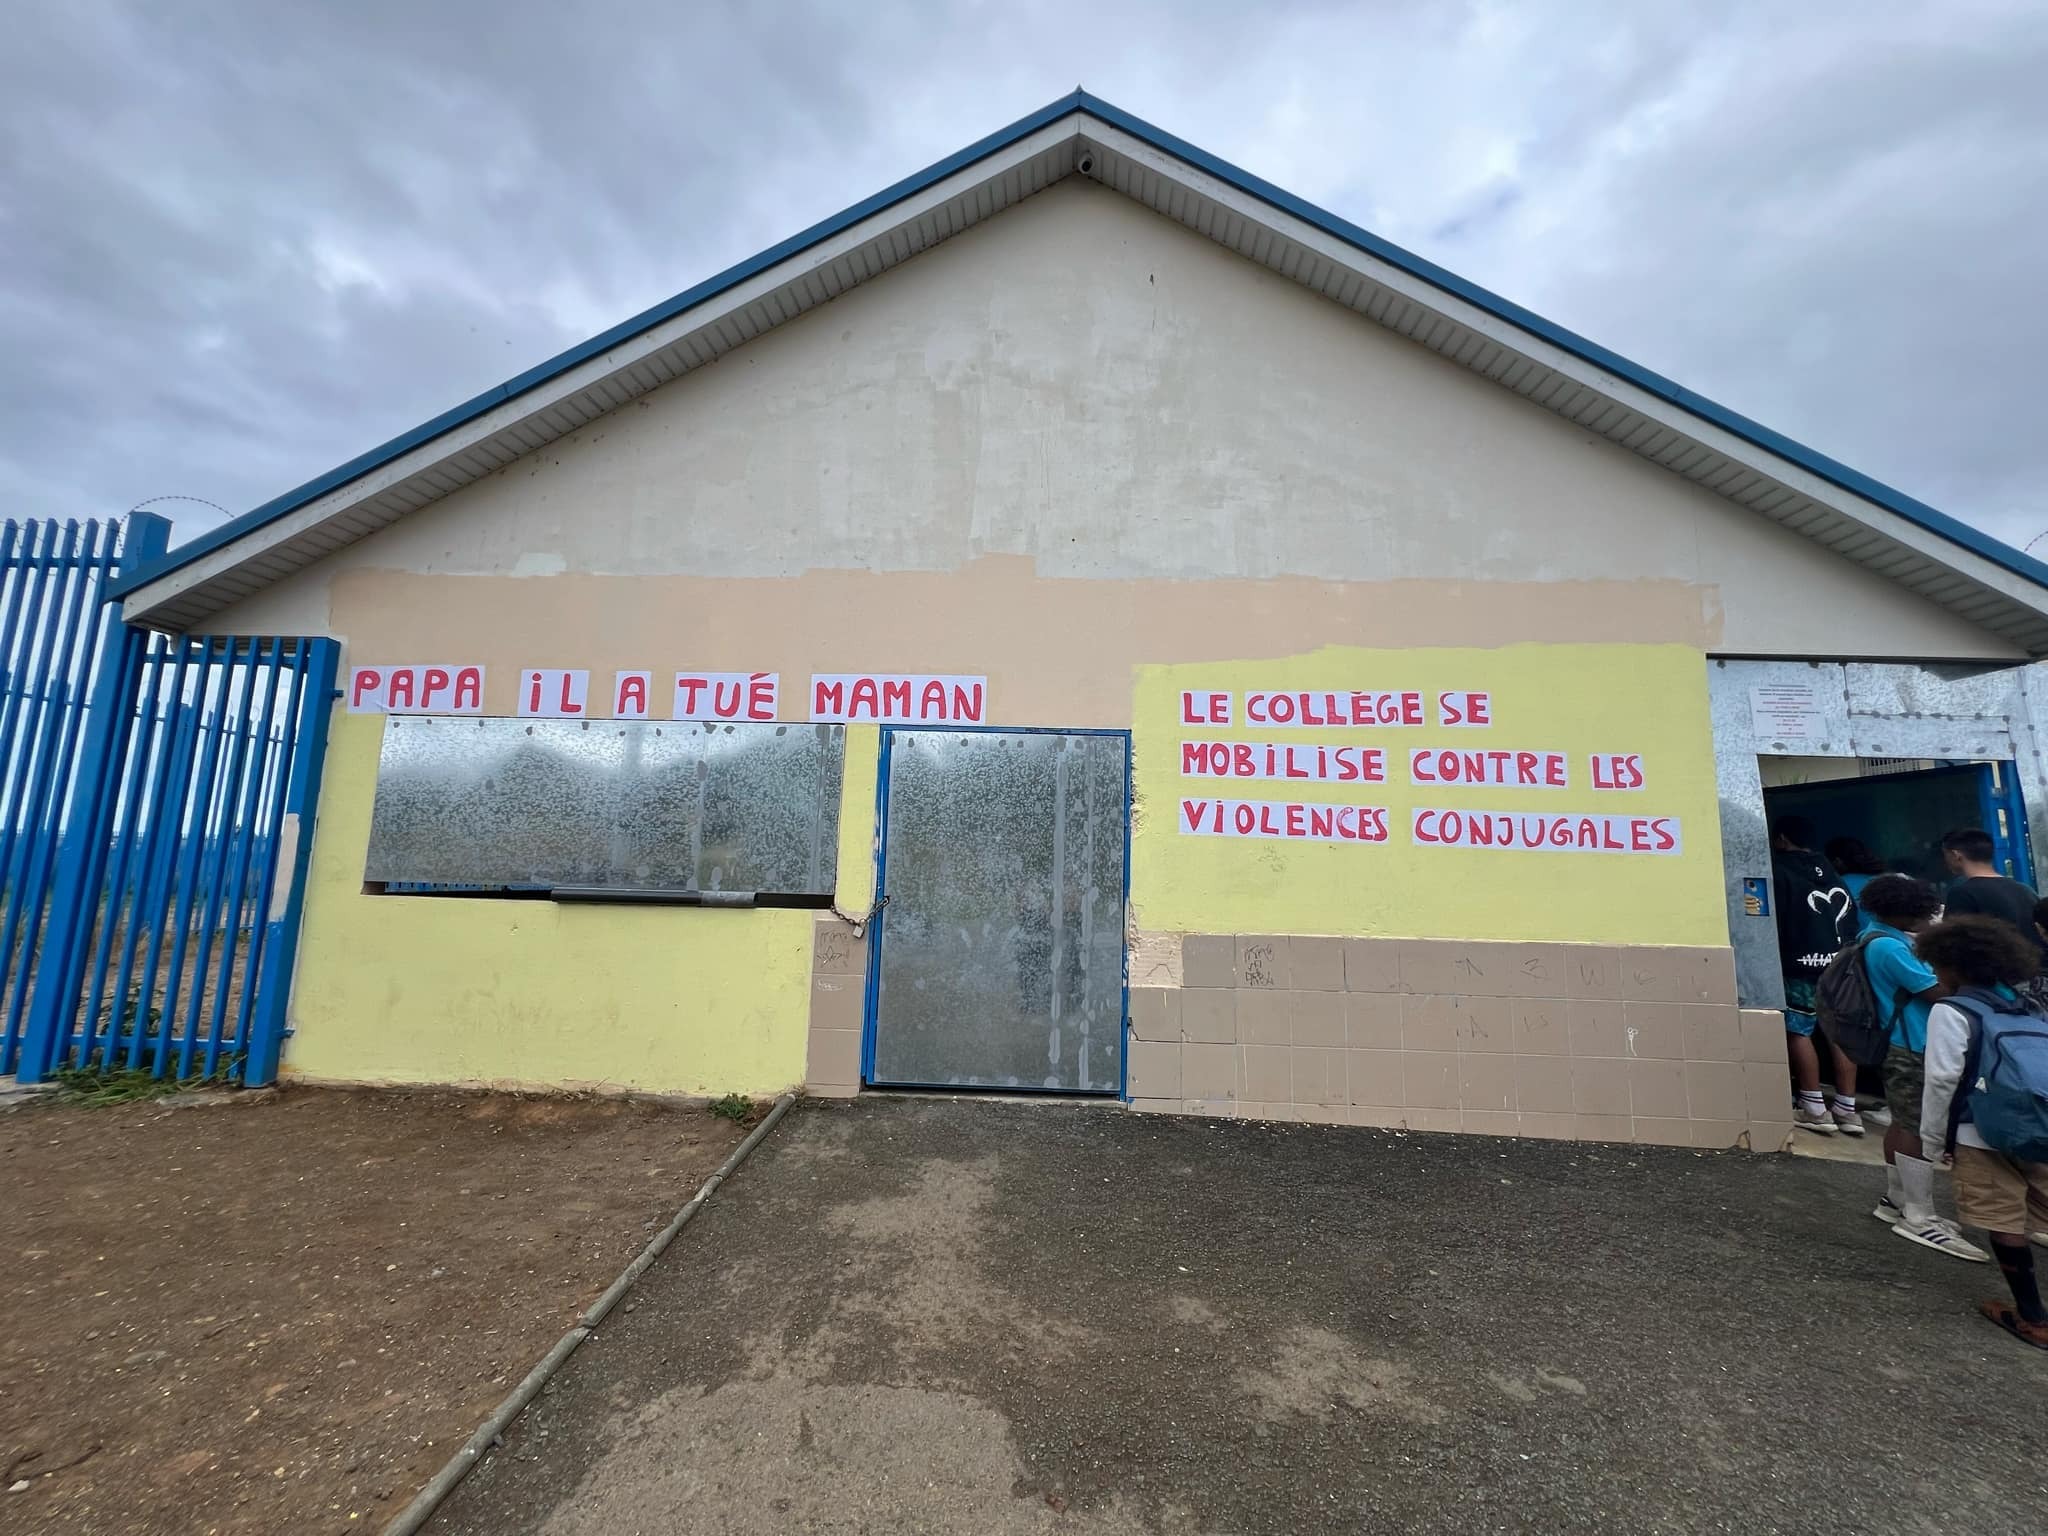 PAPA iL A TUÉ MAMAN
LE COLLÈGE SE
MOBiLiSE CONTRE LES
ViOLENCES CONJUGALES